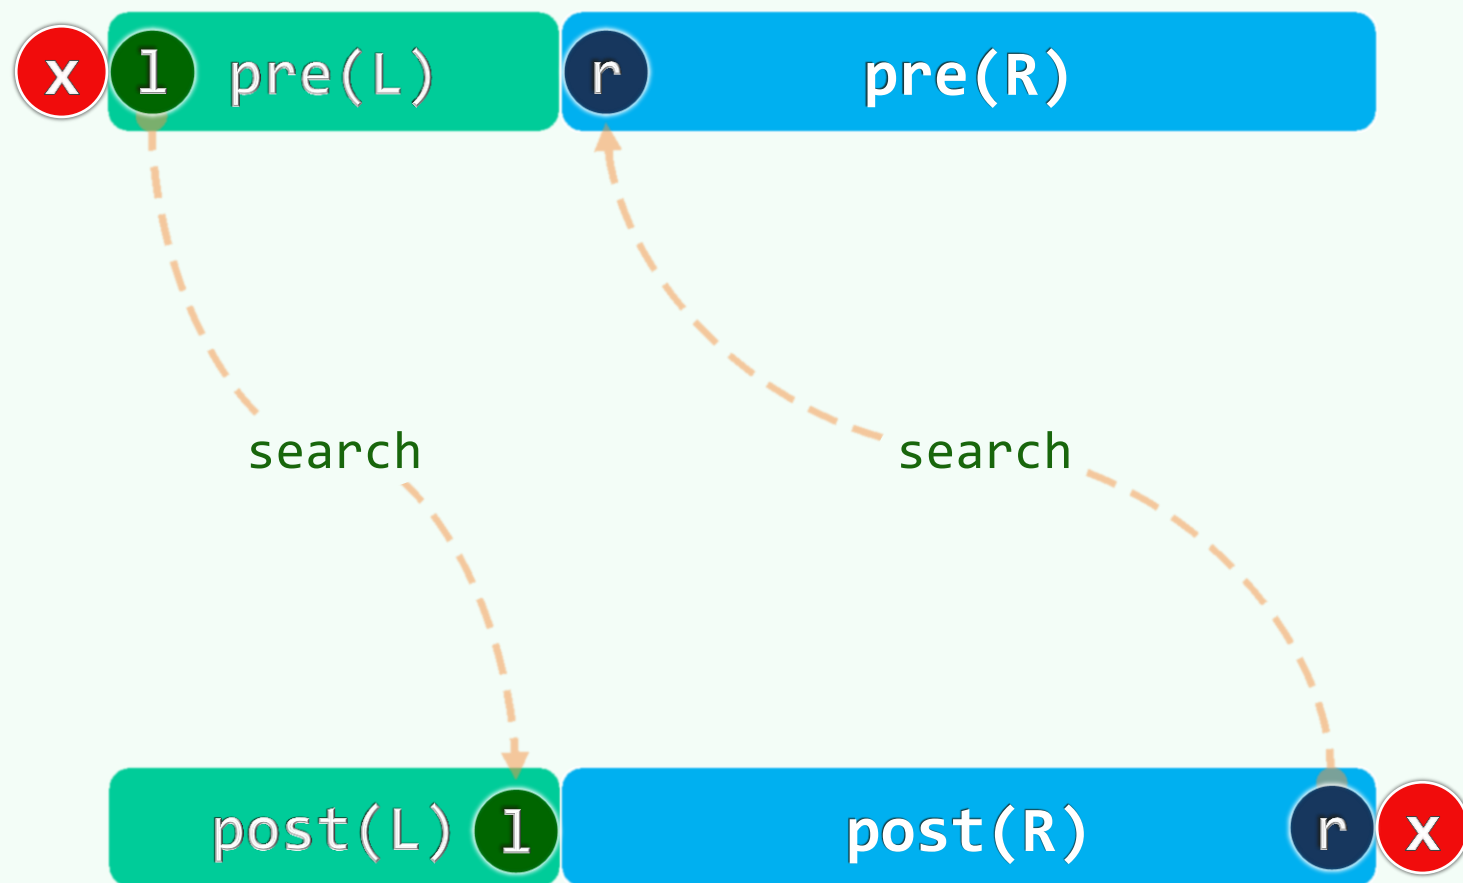 x l pre(L) r pre(R)
search search
post(L) l post(R) r x